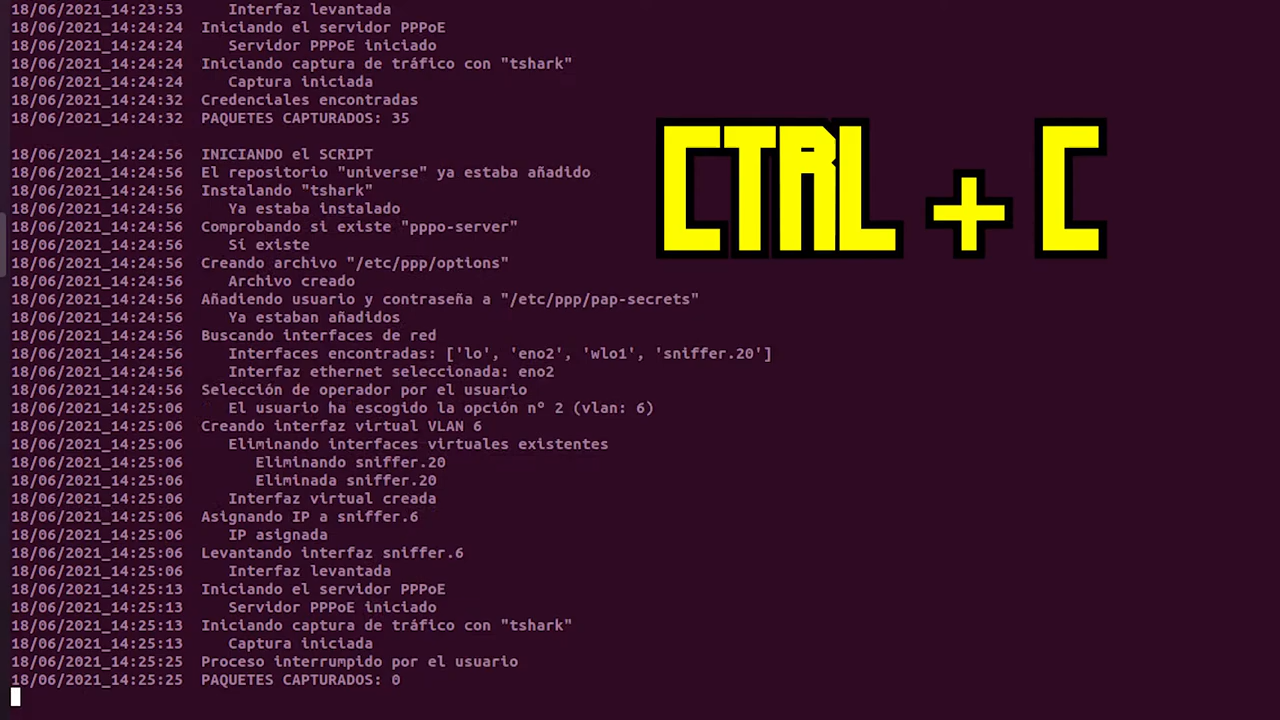 18/06/2021_14:23:53 Interfaz levantada
18/06/2021_14:24:24 Iniciando el servidor PPPoE
18/06/2021_14:24:24 Servidor PPPoE iniciado
18/06/2021_14:24:24 Iniciando captura de tráfico con "tshark"
18/06/2021_14:24:24 Captura iniciada
18/06/2021_14:24:32 Credenciales encontradas
18/06/2021_14:24:32 PAQUETES CAPTURADOS: 35
CTRL + C
18/06/2021_14:24:56 INICIANDO el SCRIPT
18/06/2021_14:24:56 El repositorio "universe" ya estaba añadido
18/06/2021_14:24:56 Instalando "tshark"
18/06/2021_14:24:56 Ya estaba instalado
18/06/2021_14:24:56 Comprobando si existe "pppo-server"
18/06/2021_14:24:56 Si existe
18/06/2021_14:24:56 Creando archivo "/etc/ppp/options"
18/06/2021_14:24:56 Archivo creado
18/06/2021_14:24:56 Añadiendo usuario y contraseña a "/etc/ppp/pap-secrets"
18/06/2021_14:24:56 Ya estaban añadidos
18/06/2021_14:24:56 Buscando interfaces de red
18/06/2021_14:24:56 Interfaces encontradas: ['lo', 'eno2', 'wlo1', 'sniffer.20']
18/06/2021_14:24:56 Interfaz ethernet seleccionada: eno2
18/06/2021_14:24:56 Selección de operador por el usuario
18/06/2021_14:25:06 El usuario ha escogido la opción nº 2 (vlan: 6)
18/06/2021_14:25:06 Creando interfaz virtual VLAN 6
18/06/2021_14:25:06 Eliminando interfaces virtuales existentes
18/06/2021_14:25:06 Eliminando sniffer.20
18/06/2021_14:25:06 Eliminada sniffer.20
18/06/2021_14:25:06 Interfaz virtual creada
18/06/2021_14:25:06 Asignando IP a sniffer.6
18/06/2021_14:25:06 IP asignada
18/06/2021_14:25:06 Levantando interfaz sniffer.6
18/06/2021_14:25:06 Interfaz levantada
18/06/2021_14:25:13 Iniciando el servidor PPPoE
18/06/2021_14:25:13 Servidor PPPoE iniciado
18/06/2021_14:25:13 Iniciando captura de tráfico con "tshark"
18/06/2021_14:25:13 Captura iniciada
18/06/2021_14:25:25 Proceso interrumpido por el usuario
18/06/2021_14:25:25 PAQUETES CAPTURADOS: 0